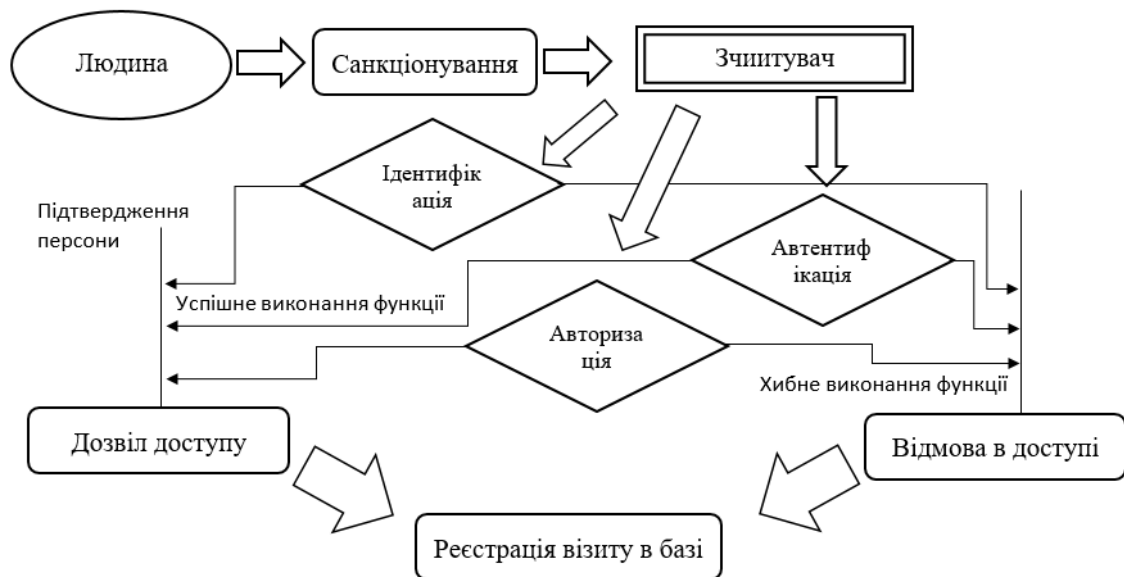 Людина
Санкціонування
Зчиитувач
Ідентифік
ація
Підтвердження
персони
Автентиф
ікація
Успішне виконання функції
Авториза
ція
Хибне виконання функції
Дозвіл доступу
Відмова в доступі
Реєстрація візиту в базі